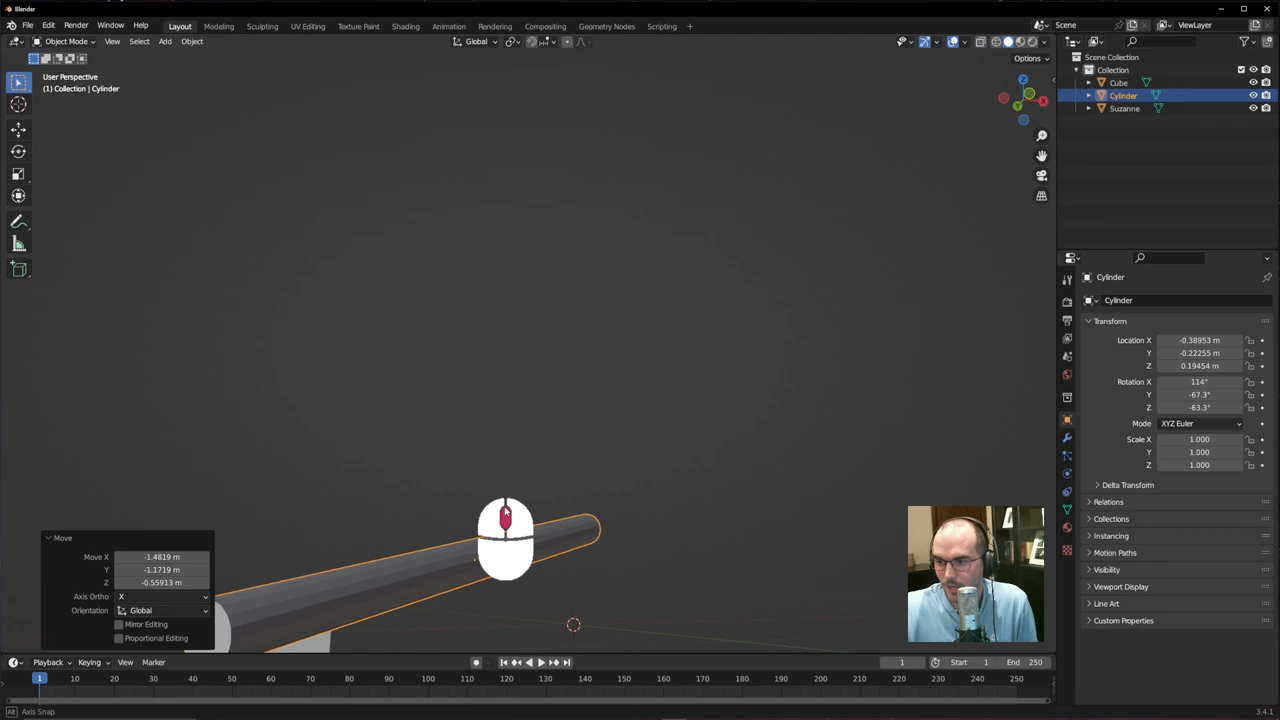 Blender
File Edit Render Window Help Layout Modeling Sculpting UV Editing Texture Paint Shading Animation Rendering Compositing Geometry Nodes Scripting + Scene ViewLayer
Object Mode View Select Add Object Global
Options
User Perspective
(1) Collection | Cylinder
Z
X
Y
Scene Collection
Collection
Cube
Cylinder
Suzanne
Cylinder
Cylinder
Transform
Location X -0.38953 m
Y -0.22255 m
Z 0.19454 m
Rotation X 114°
Y -67.3°
Z -63.3°
Mode XYZ Euler
Scale X 1.000
Y 1.000
Z 1.000
Delta Transform
Relations
Collections
Instancing
Motion Paths
Visibility
Viewport Display
Line Art
Custom Properties
Move
Move X -1.4819 m
Y -1.1719 m
Z -0.55913 m
Axis Ortho X
Orientation Global
Mirror Editing
Proportional Editing
Playback Keying View Marker 1 Start 1 End 250
1 10 20 30 40 50 60 70 80 90 100 110 120 130 140 150 160 170 180 190 200 210 220 230 240 250
Alt Axis Snap 3.4.1